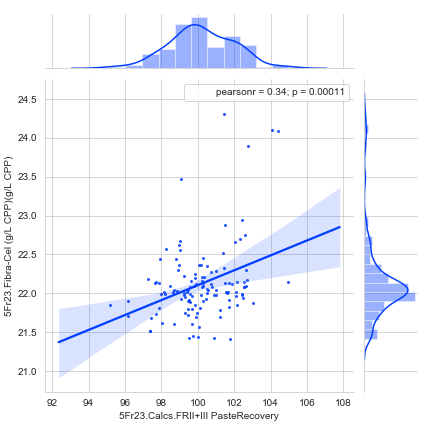 pearsonr = 0.34; p = 0.00011
5Fr23.Fibra-Cel (g/L CPP)(g/L CPP)
24.5
24.0
23.5
23.0
22.5
22.0
21.5
21.0
92 94 96 98 100 102 104 106 108
5Fr23.Calcs.FRII+III PasteRecovery